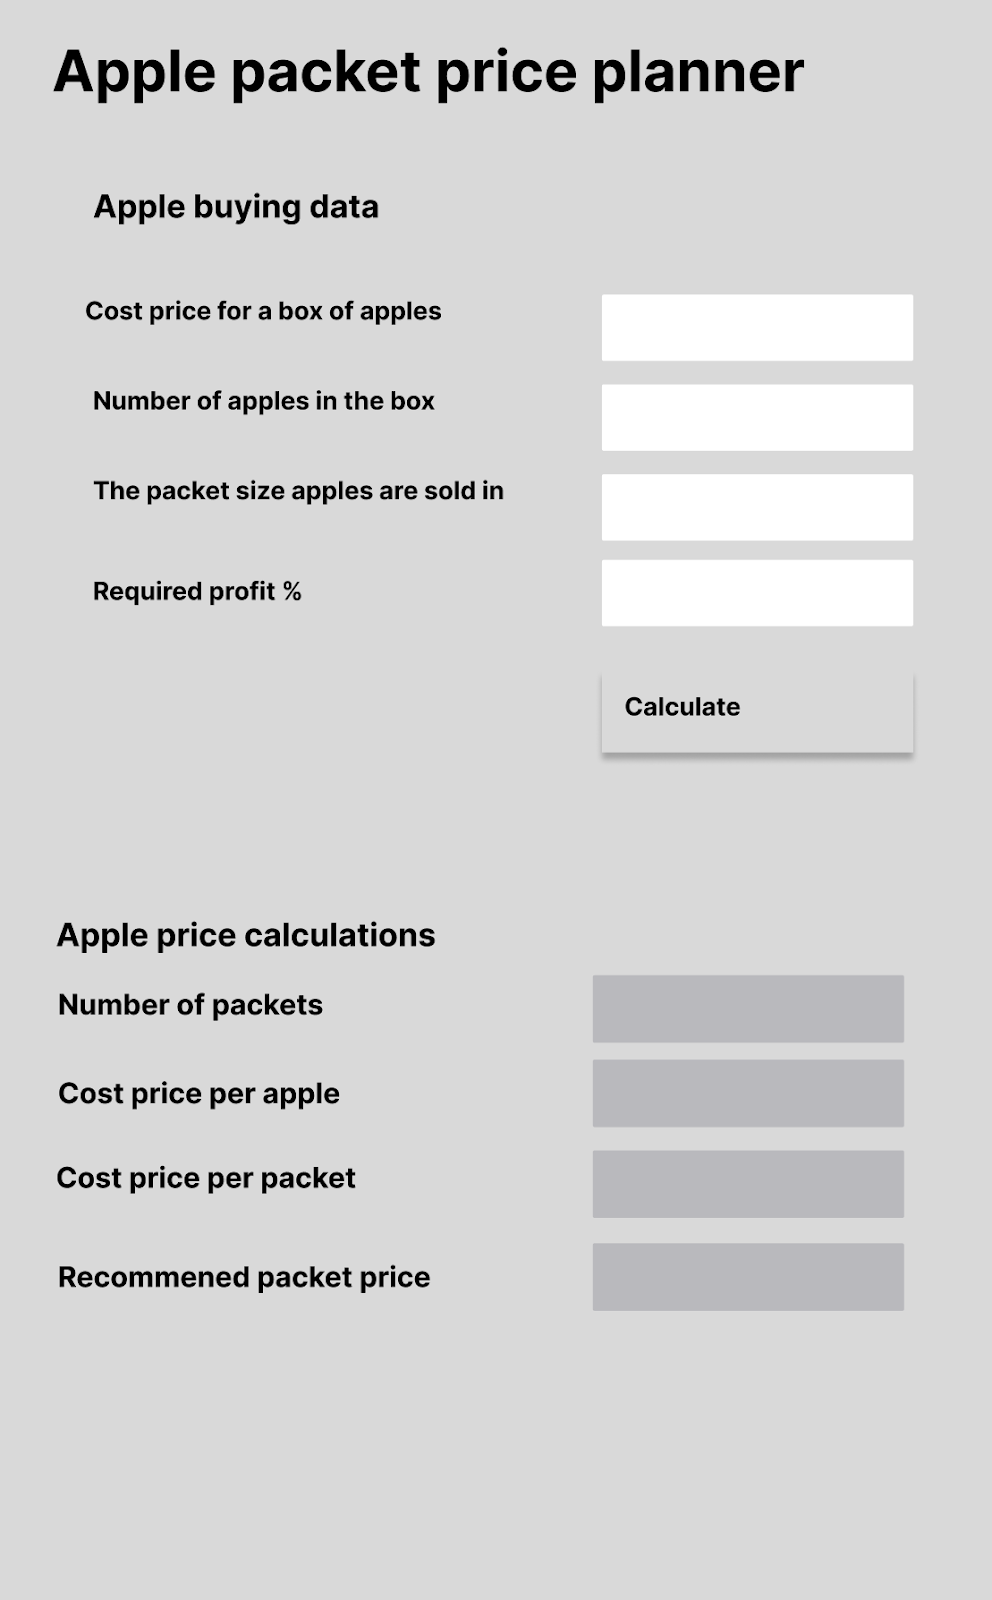 Apple packet price planner
Apple buying data
Cost price for a box of apples
Number of apples in the box
The packet size apples are sold in
Required profit %
Calculate
Apple price calculations
Number of packets
Cost price per apple
Cost price per packet
Recommened packet price